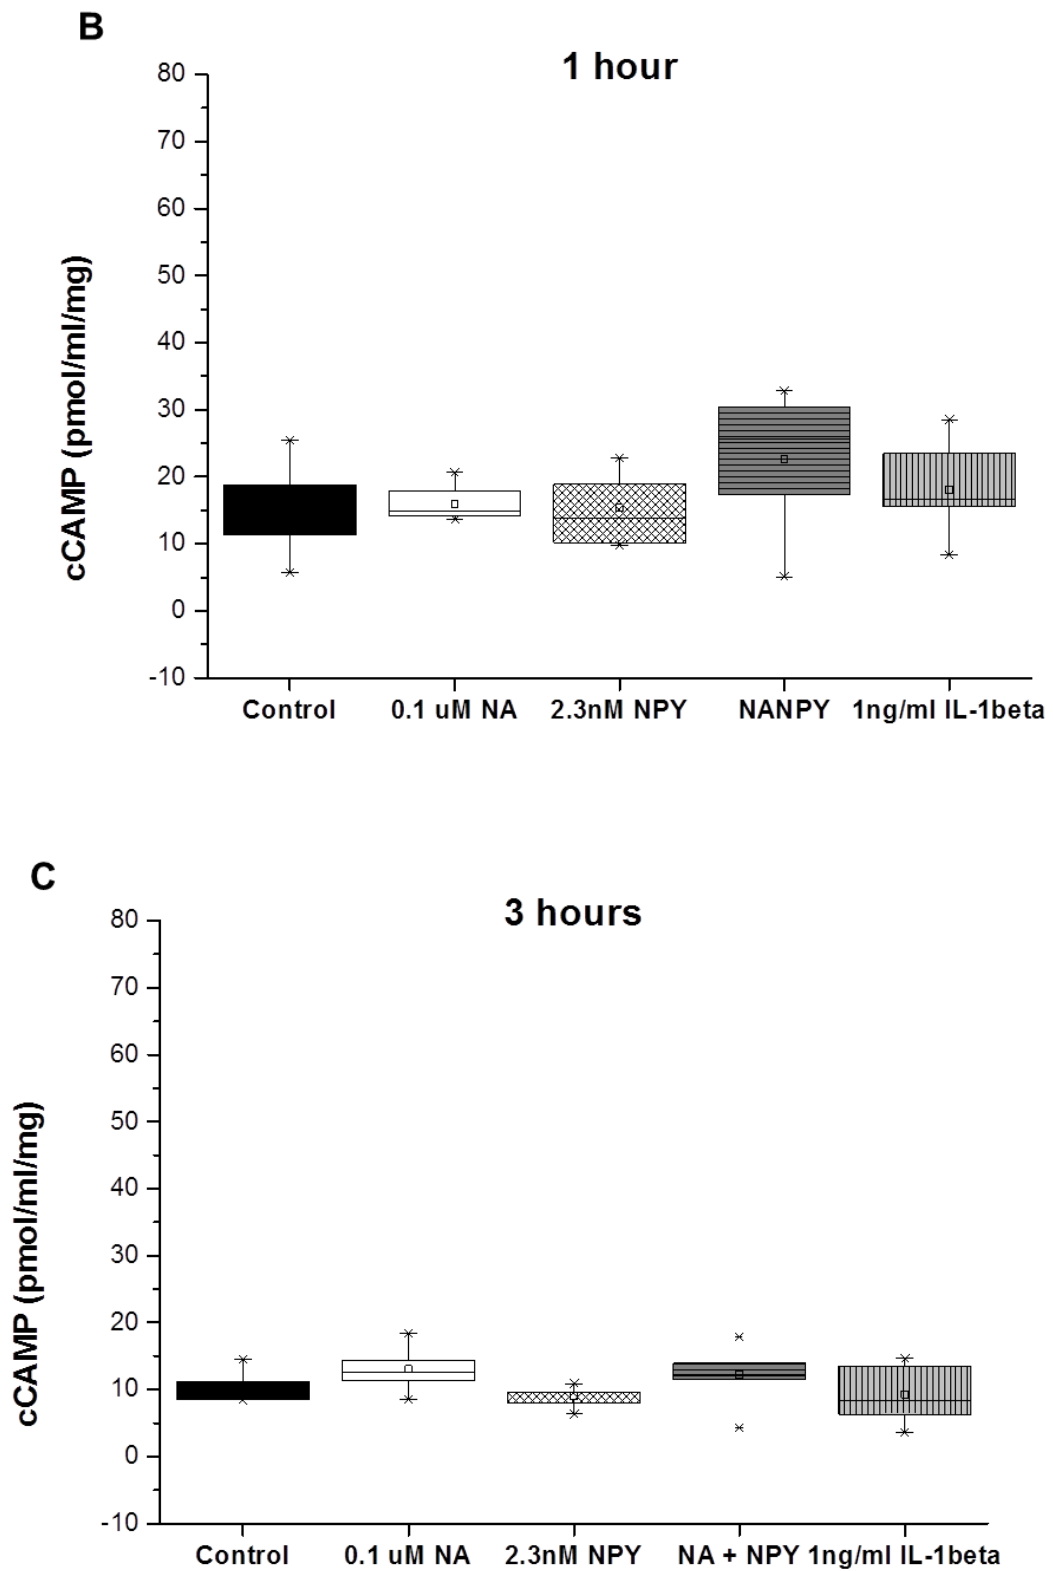 B
1 hour
80
70
60
50
40
30
20
10
0
-10
cCAMP (pmol/ml/mg)
Control 0.1 uM NA 2.3nM NPY NANPY 1ng/ml IL-1beta
C
3 hours
80
70
60
50
40
30
20
10
0
-10
cCAMP (pmol/ml/mg)
Control 0.1 uM NA 2.3nM NPY NA + NPY 1ng/ml IL-1beta